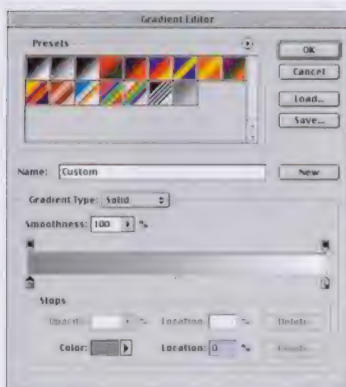 Gradient Editor
Presets
OK
Cancel
Load...
Save...
Name: Custom
New
Gradient Type: Solid
Smoothness: 100 %
Stops
Opacity: % Location: % Delete
Color: Location: 0 % Delete